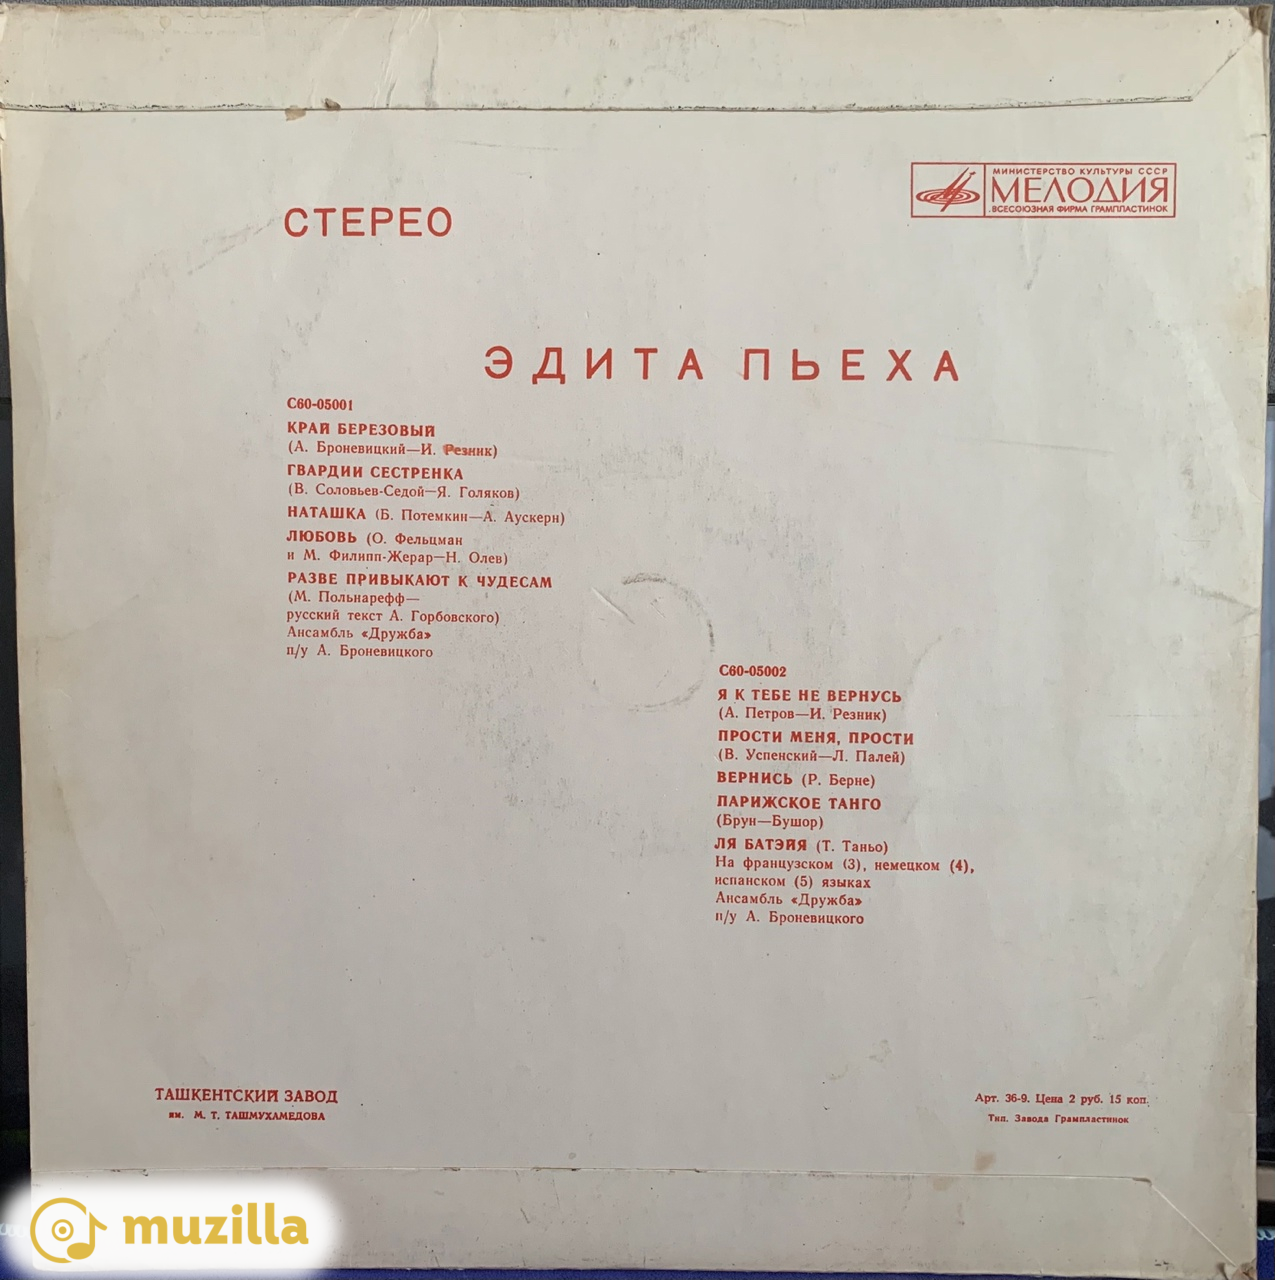 МИНИСТЕРСТВО КУЛЬТУРЫ СССР
МЕЛОДИЯ
ВСЕСОЮЗНАЯ ФИРМА ГРАМПЛАСТИНОК
СТЕРЕО
ЭДИТА ПЬЕХА
С60-05001
КРАЙ БЕРЕЗОВЫЙ
(А. Броневицкий—И. Резник)
ГВАРДИИ СЕСТРЕНКА
(В. Соловьев-Седой—Я. Голяков)
НАТАШКА (Б. Потемкин—А. Аускерн)
ЛЮБОВЬ (О. Фельцман
и М. Филипп-Жерар—Н. Олев)
РАЗВЕ ПРИВЫКАЮТ К ЧУДЕСАМ
(М. Польнарефф—
русский текст А. Горбовского)
Ансамбль «Дружба»
п/у А. Броневицкого
С60-05002
Я К ТЕБЕ НЕ ВЕРНУСЬ
(А. Петров—И. Резник)
ПРОСТИ МЕНЯ, ПРОСТИ
(В. Успенский—Л. Палей)
ВЕРНИСЬ (Р. Берне)
ПАРИЖСКОЕ ТАНГО
(Брун—Бушор)
ЛЯ БАТЭЙЯ (Т. Таньо)
На французском (3), немецком (4),
испанском (5) языках
Ансамбль «Дружба»
п/у А. Броневицкого
ТАШКЕНТСКИЙ ЗАВОД
им. М. Т. ТАШМУХАМЕДОВА
Арт. 36-9. Цена 2 руб. 15 коп.
Тип. Завода Грампластинок
muzilla